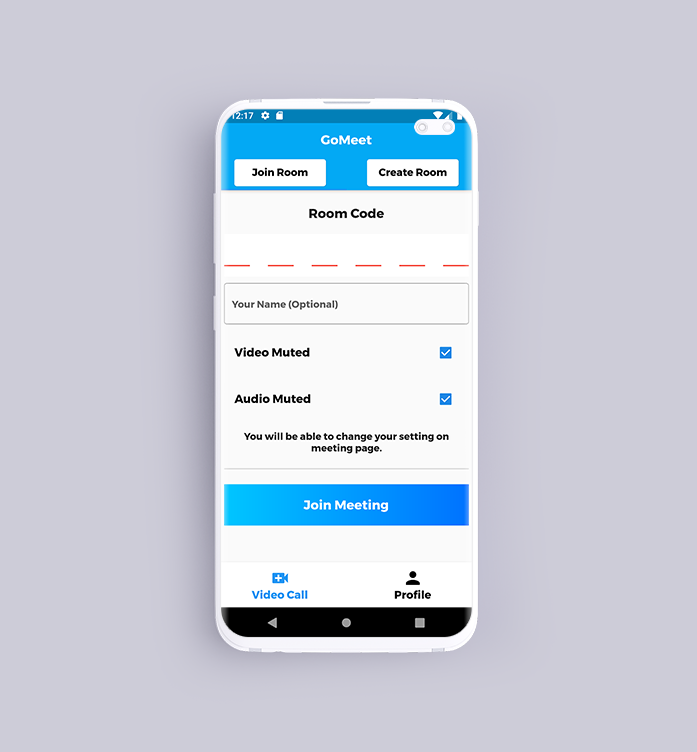 12:17
GoMeet
Join Room
Create Room
Room Code
Your Name (Optional)
Video Muted
Audio Muted
You will be able to change your setting on
meeting page.
Join Meeting
Video Call
Profile